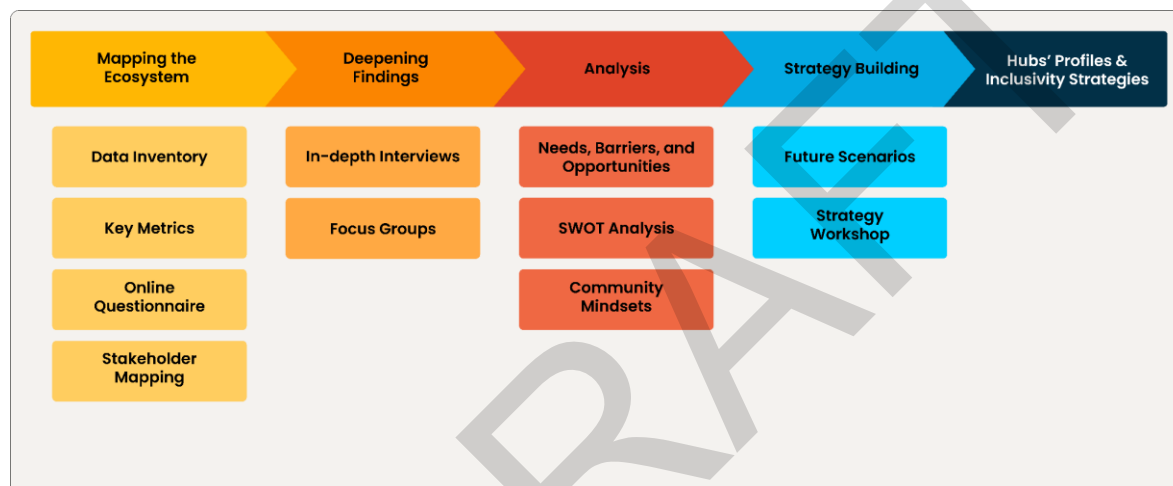 Mapping the
Ecosystem
Deepening
Findings
Analysis
Strategy Building
Hubs' Profiles &
Inclusivity Strategies
Data Inventory
Key Metrics
Online
Questionnaire
Stakeholder
Mapping
In-depth Interviews
Focus Groups
Needs, Barriers, and
Opportunities
SWOT Analysis
Community
Mindsets
Future Scenarios
Strategy
Workshop
RAFT